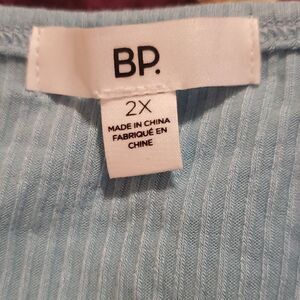 BP.
2X
MADE IN CHINA
FABRIQUÉ EN
CHINE